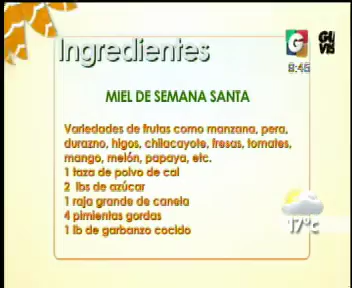 Ingredientes
G
GU
VIS
8:45
MIEL DE SEMANA SANTA
Variedades de frutas como manzana, pera,
durazno, higos, chilacayote, fresas, tomates,
mango, melón, papaya, etc.
1 taza de polvo de cal
2 lbs de azúcar
1 raja grande de canela
4 pimientas gordas
1 lb de garbanzo cocido
17°c